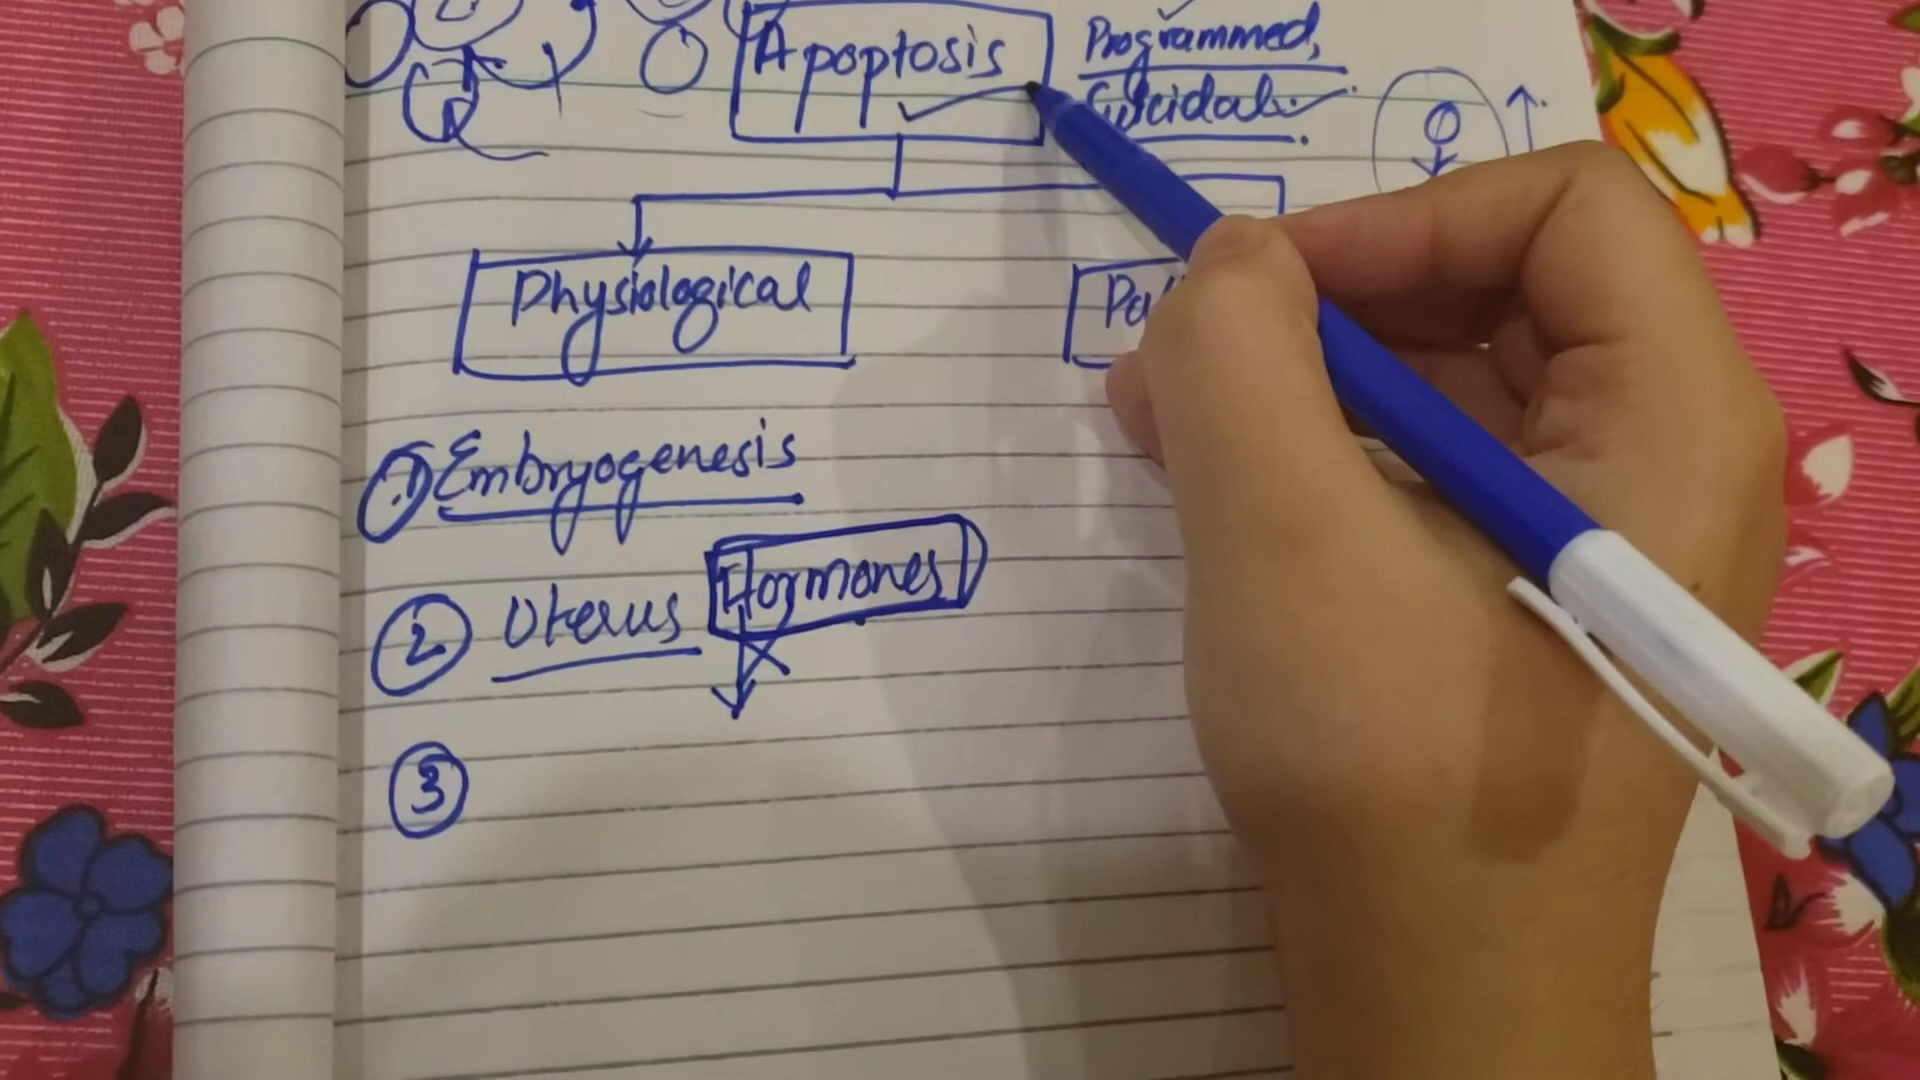 Apoptosis Programmed,
Suicidal
Physiological
① Embryogenesis
② Uterus Hormones
③